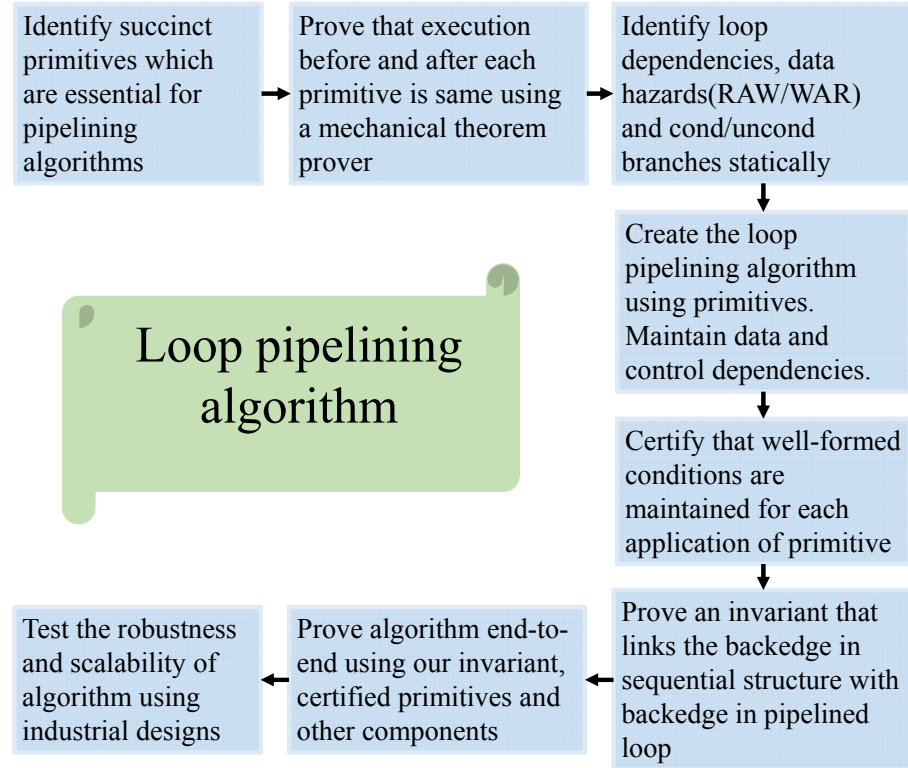 Identify succinct
primitives which
are essential for
pipelining
algorithms
Prove that execution
before and after each
primitive is same using
a mechanical theorem
prover
Identify loop
dependencies, data
hazards(RAW/WAR)
and cond/uncond
branches statically
Create the loop
pipelining algorithm
using primitives.
Maintain data and
control dependencies.
Loop pipelining
algorithm
Certify that well-formed
conditions are
maintained for each
application of primitive
Prove an invariant that
links the backedge in
sequential structure with
backedge in pipelined
loop
Prove algorithm end-to-
end using our invariant,
certified primitives and
other components
Test the robustness
and scalability of
algorithm using
industrial designs